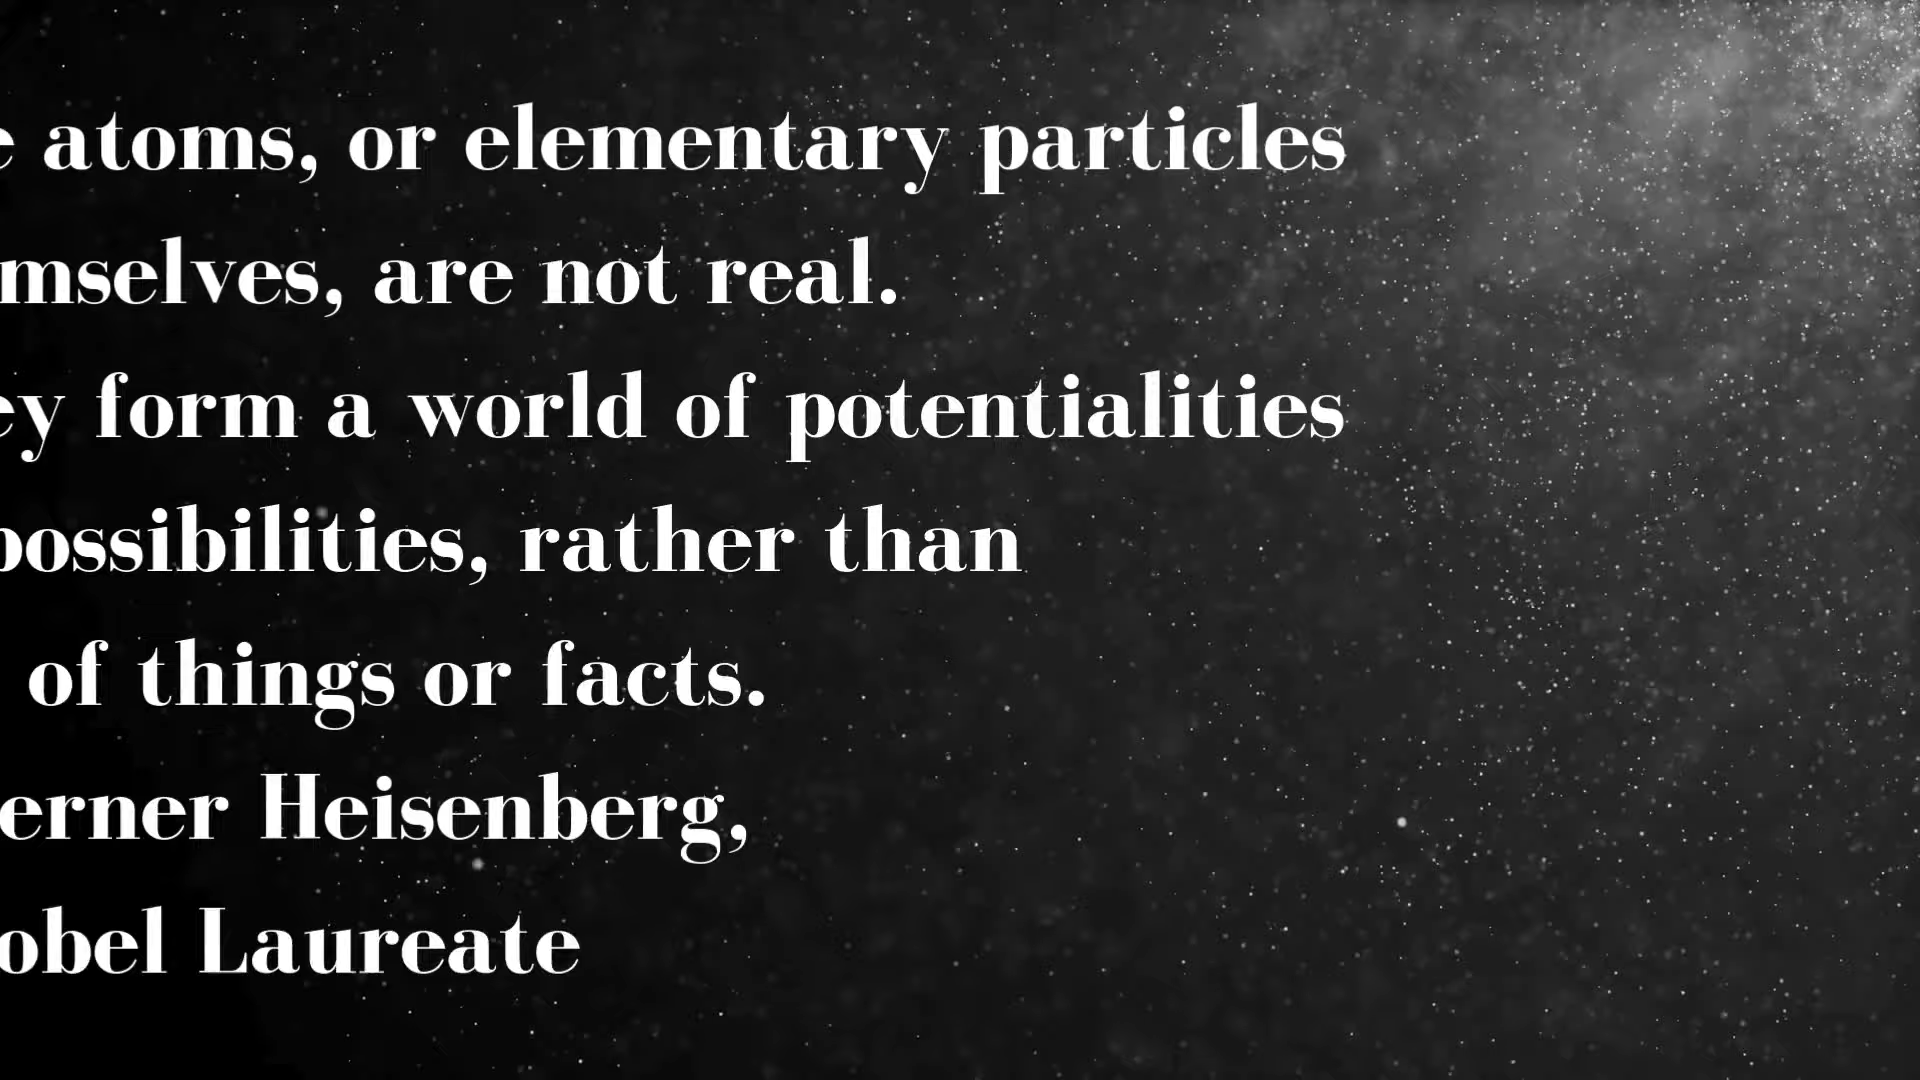 e atoms, or elementary particles
mselves, are not real.
ey form a world of potentialities
possibilities, rather than
of things or facts.
erner Heisenberg,
obel Laureate